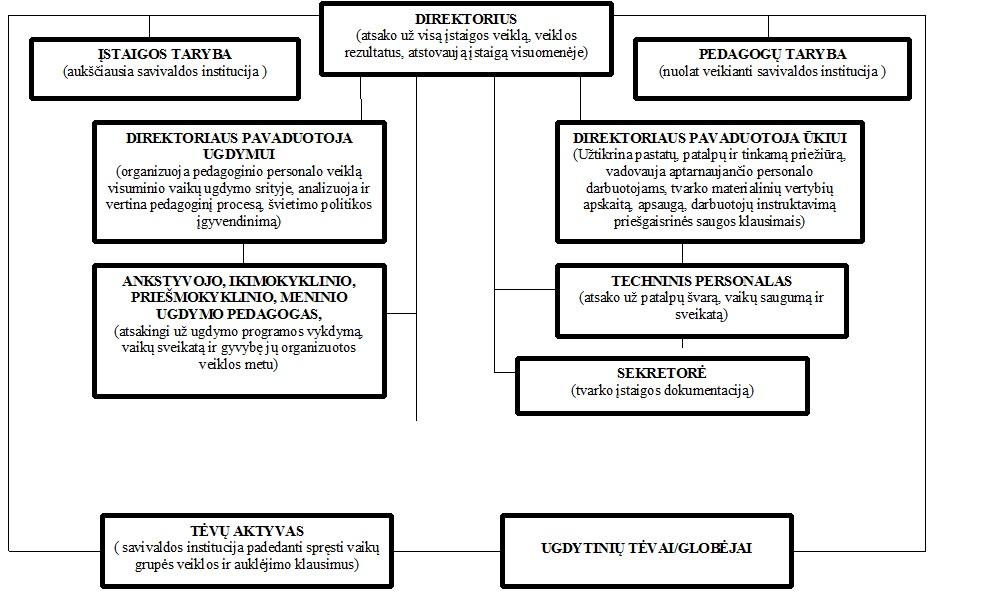 DIREKTORIUS
(atsako už visą įstaigos veiklą, veiklos
rezultatus, atstovauja įstaigą visuomenėje)
ĮSTAIGOS TARYBA
(aukščiausia savivaldos institucija )
PEDAGOGŲ TARYBA
(nuolat veikianti savivaldos institucija )
DIREKTORIAUS PAVADUOTOJA
UGDYMUI
(organizuoja pedagoginio personalo veiklą
visuminio vaikų ugdymo srityje, analizuoja ir
vertina pedagoginį procesą, švietimo politikos
įgyvendinimą)
DIREKTORIAUS PAVADUOTOJA ŪKIUI
(Užtikrina pastatų, patalpų ir tinkamą priežiūrą,
vadovauja aptarnaujančio personalo
darbuotojams, tvarko materialinių vertybių
apskaitą, apsaugą, darbuotojų instruktavimą
priešgaisrinės saugos klausimais)
ANKSTYVOJO, IKIMOKYKLINIO,
PRIEŠMOKYKLINIO, MENINIO
UGDYMO PEDAGOGAS,
(atsakingi už ugdymo programos vykdymą,
vaikų sveikatą ir gyvybę jų organizuotos
veiklos metu)
TECHNINIS PERSONALAS
(atsako už patalpų švarą, vaikų saugumą ir
sveikatą)
SEKRETORĖ
(tvarko įstaigos dokumentaciją)
TĖVŲ AKTYVAS
( savivaldos institucija padedanti spręsti vaikų
grupės veiklos ir auklėjimo klausimus)
UGDYTINIŲ TĖVAI/GLOBĖJAI